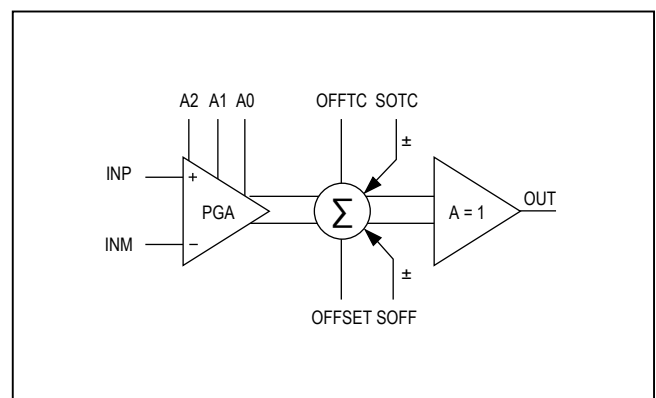 A2 A1 A0
OFFTC SOTC
±
INP
+
PGA
Σ
A = 1
OUT
INM
−
±
OFFSET SOFF